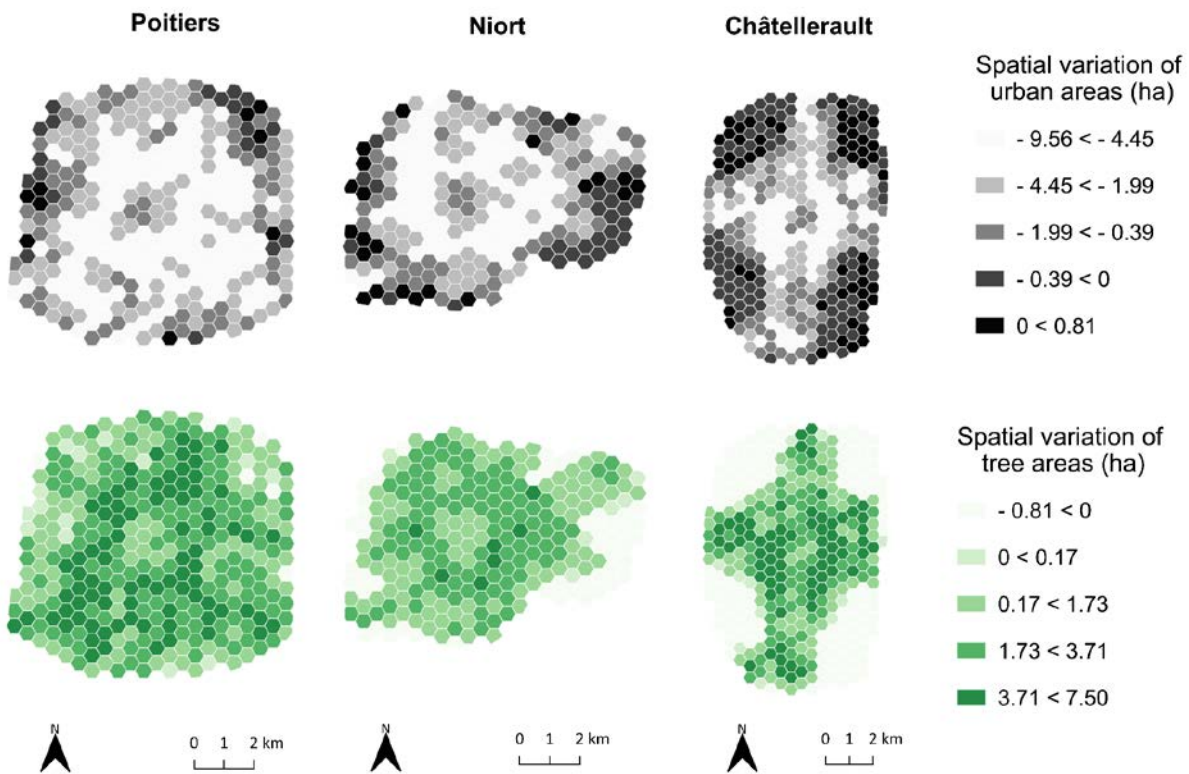 Poitiers
Niort
Châtellerault
Spatial variation of
urban areas (ha)
- 9.56 < - 4.45
- 4.45 < - 1.99
- 1.99 < - 0.39
- 0.39 < 0
0 < 0.81
Spatial variation of
tree areas (ha)
- 0.81 < 0
0 < 0.17
0.17 < 1.73
1.73 < 3.71
3.71 < 7.50
N
0 1 2 km
N
0 1 2 km
N
0 1 2 km